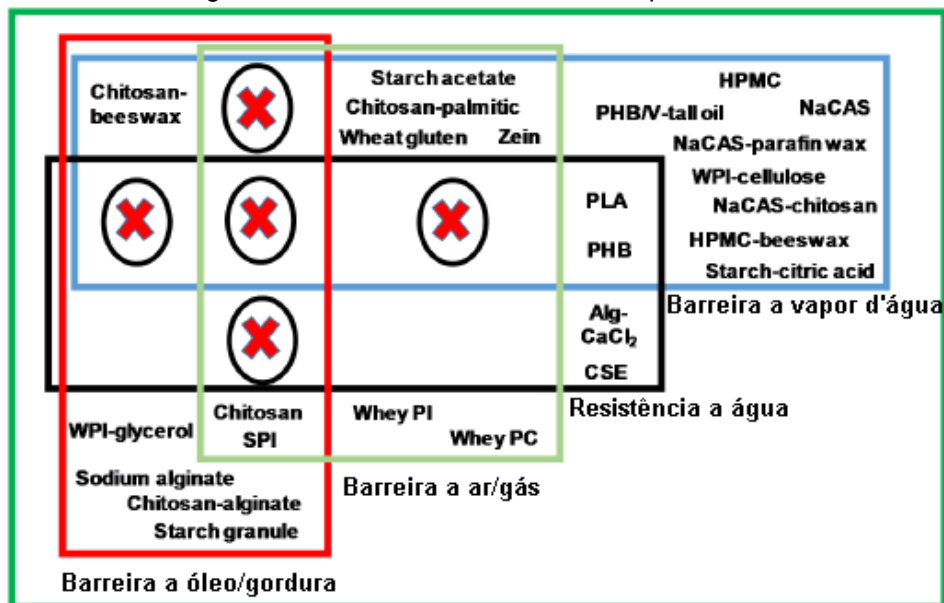 Chitosan-
beeswax
Starch acetate
Chitosan-palmitic
Wheat gluten Zein
HPMC
PHB/V-tall oil NaCAS
NaCAS-parafin wax
WPI-cellulose
NaCAS-chitosan
HPMC-beeswax
Starch-citric acid
PLA
PHB
Barreira a vapor d'água
Alg-
CaCl₂
CSE
Resistência a água
WPI-glycerol
Chitosan
SPI
Whey PI
Whey PC
Sodium alginate
Chitosan-alginate
Starch granule
Barreira a ar/gás
Barreira a óleo/gordura